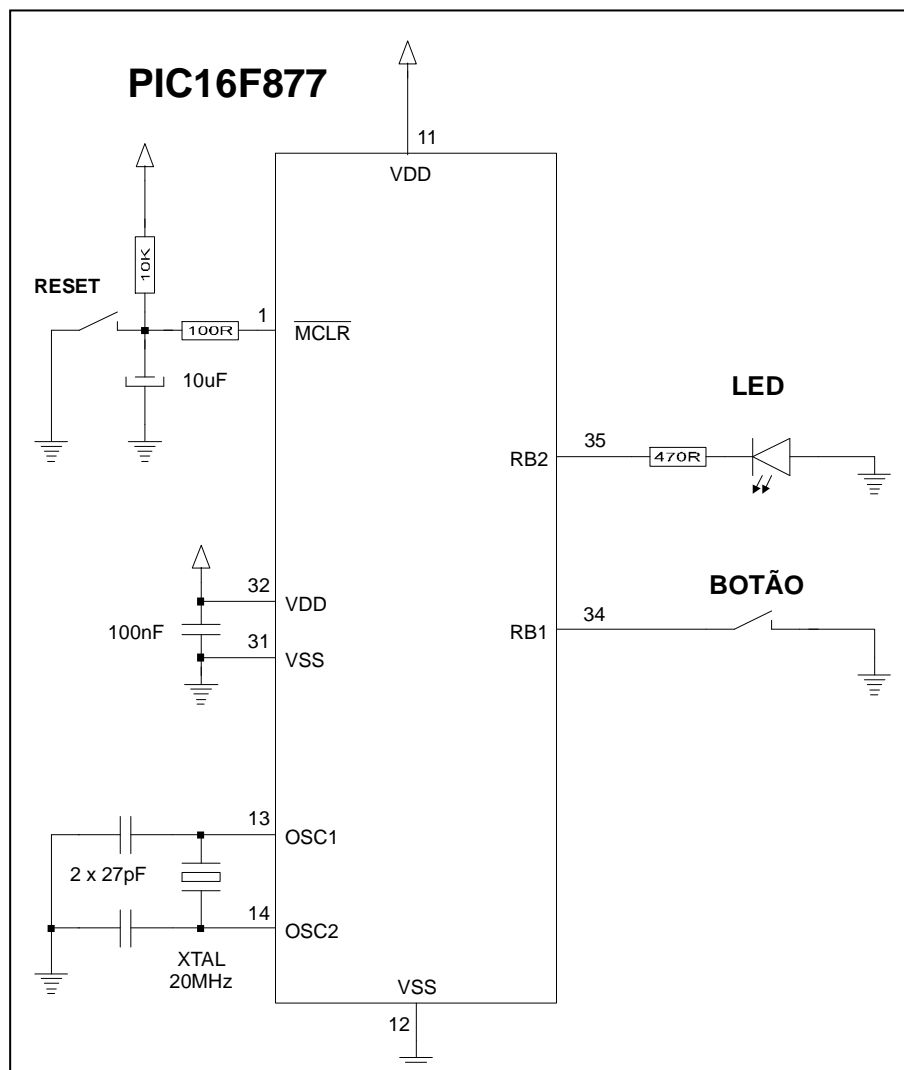 PIC16F877
11
VDD
10K
RESET
1
MCLR
100R
10uF
LED
35
RB2
470R
BOTÃO
34
RB1
32
VDD
100nF
31
VSS
13
OSC1
2 x 27pF
14
OSC2
XTAL
20MHz
VSS
12